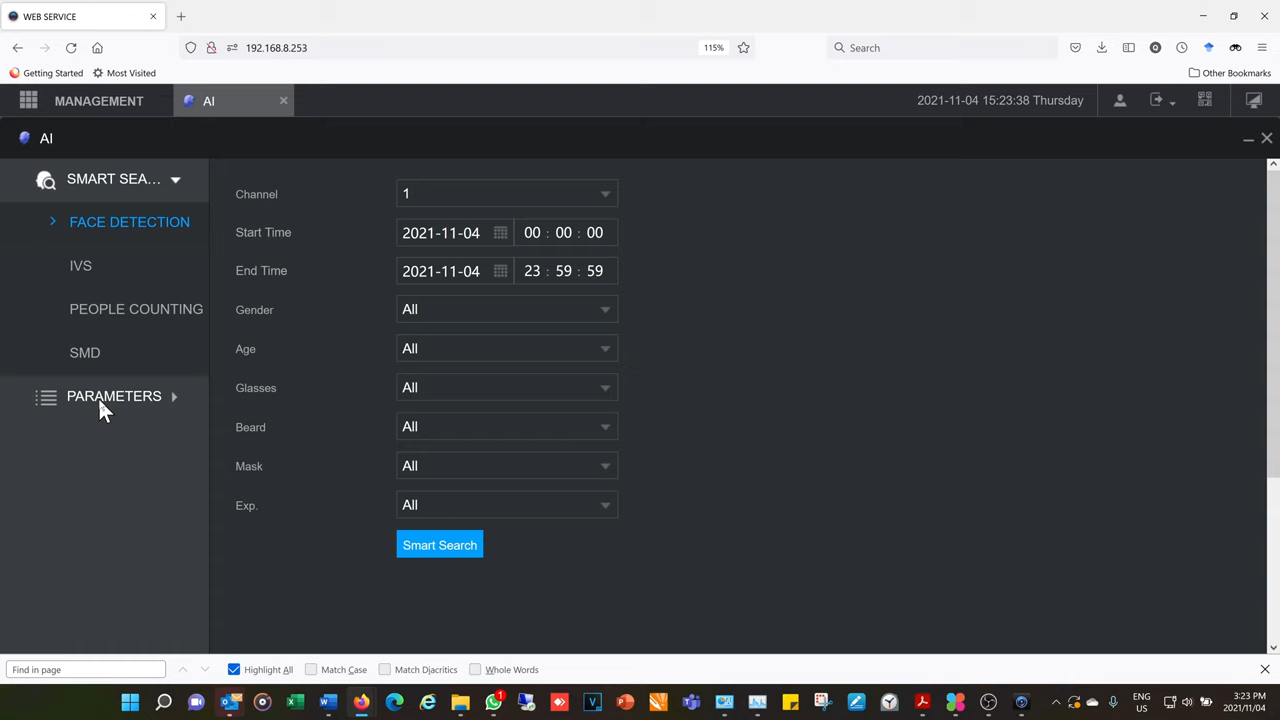 WEB SERVICE
192.168.8.253
115%
Search
Getting Started
Most Visited
Other Bookmarks
MANAGEMENT
AI
2021-11-04 15:23:38 Thursday
AI
SMART SEA...
FACE DETECTION
IVS
PEOPLE COUNTING
SMD
PARAMETERS
Channel
1
Start Time
2021-11-04
00 : 00 : 00
End Time
2021-11-04
23 : 59 : 59
Gender
All
Age
All
Glasses
All
Beard
All
Mask
All
Exp.
All
Smart Search
Find in page
Highlight All
Match Case
Match Diacritics
Whole Words
1
ENG
US
3:23 PM
2021/11/04